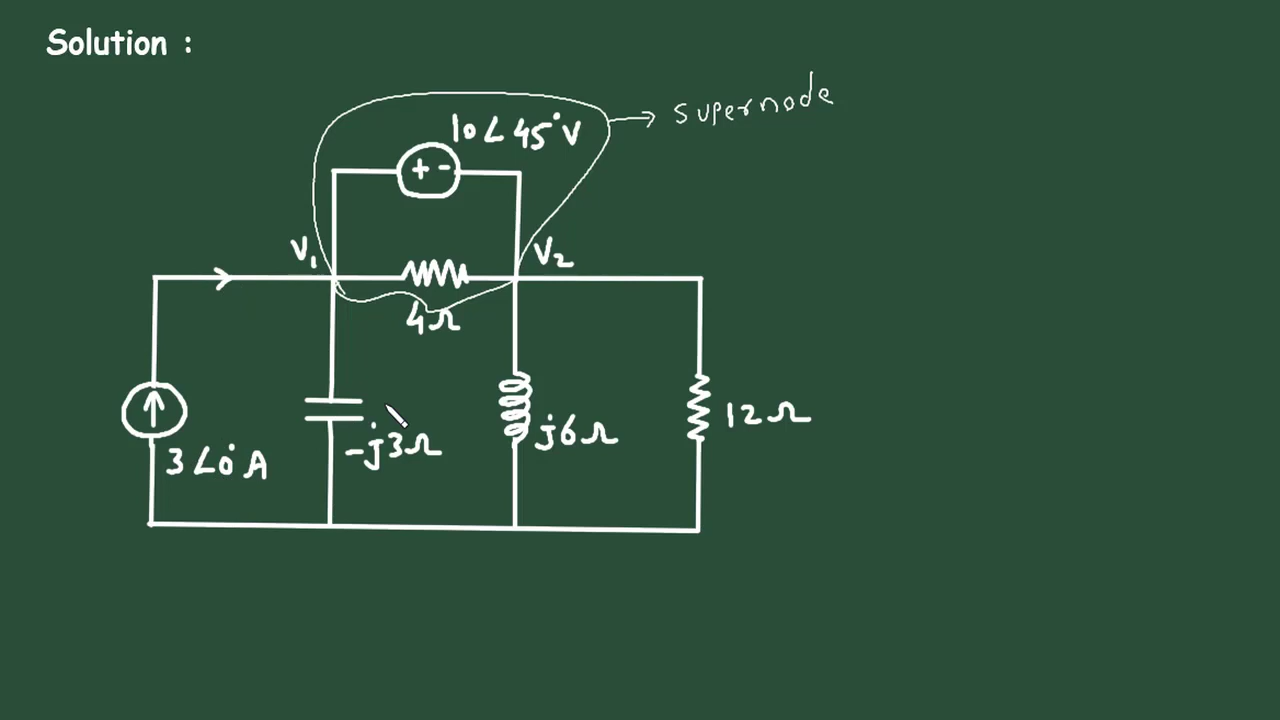 Solution :
supernode
10∠45°V
+ -
V₁
V₂
4Ω
-j3Ω
j6Ω
12Ω
3∠0° A